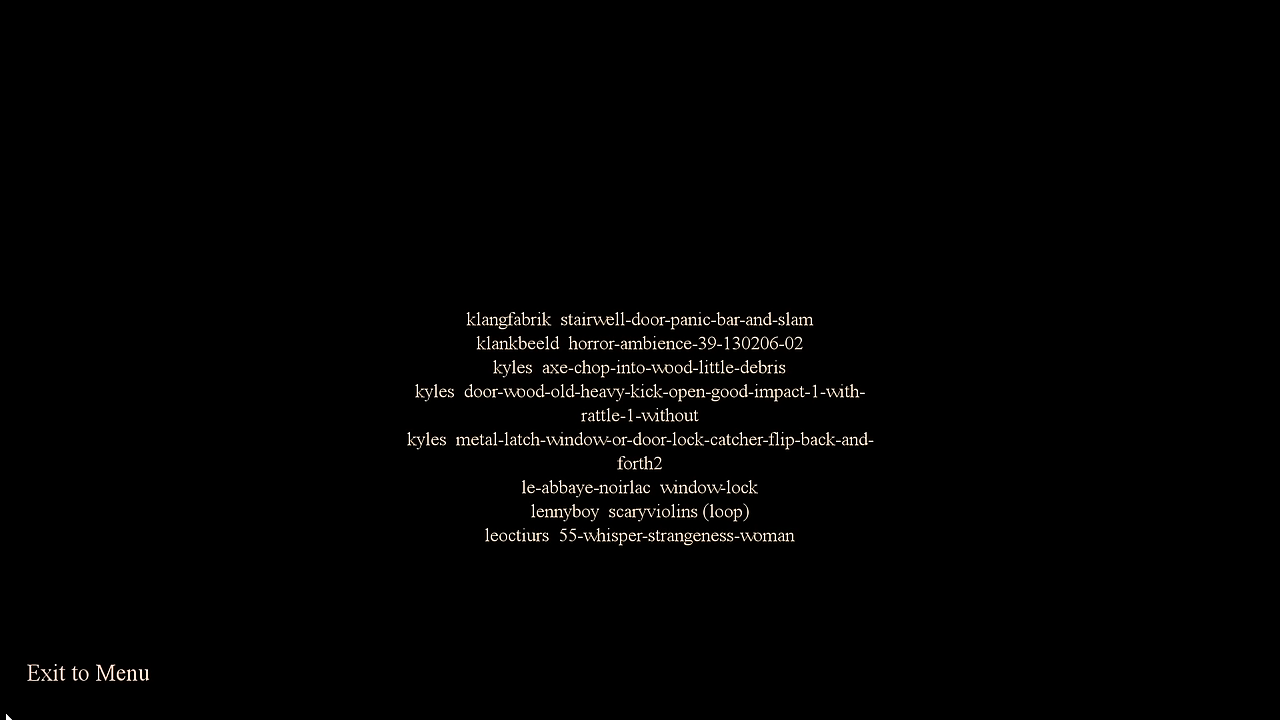 klangfabrik  stairwell-door-panic-bar-and-slam
klankbeeld  horror-ambience-39-130206-02
kyles  axe-chop-into-wood-little-debris
kyles  door-wood-old-heavy-kick-open-good-impact-1-with-
rattle-1-without
kyles  metal-latch-window-or-door-lock-catcher-flip-back-and-
forth2
le-abbaye-noirlac  window-lock
lennyboy  scaryviolins (loop)
leoctiurs  55-whisper-strangeness-woman
Exit to Menu